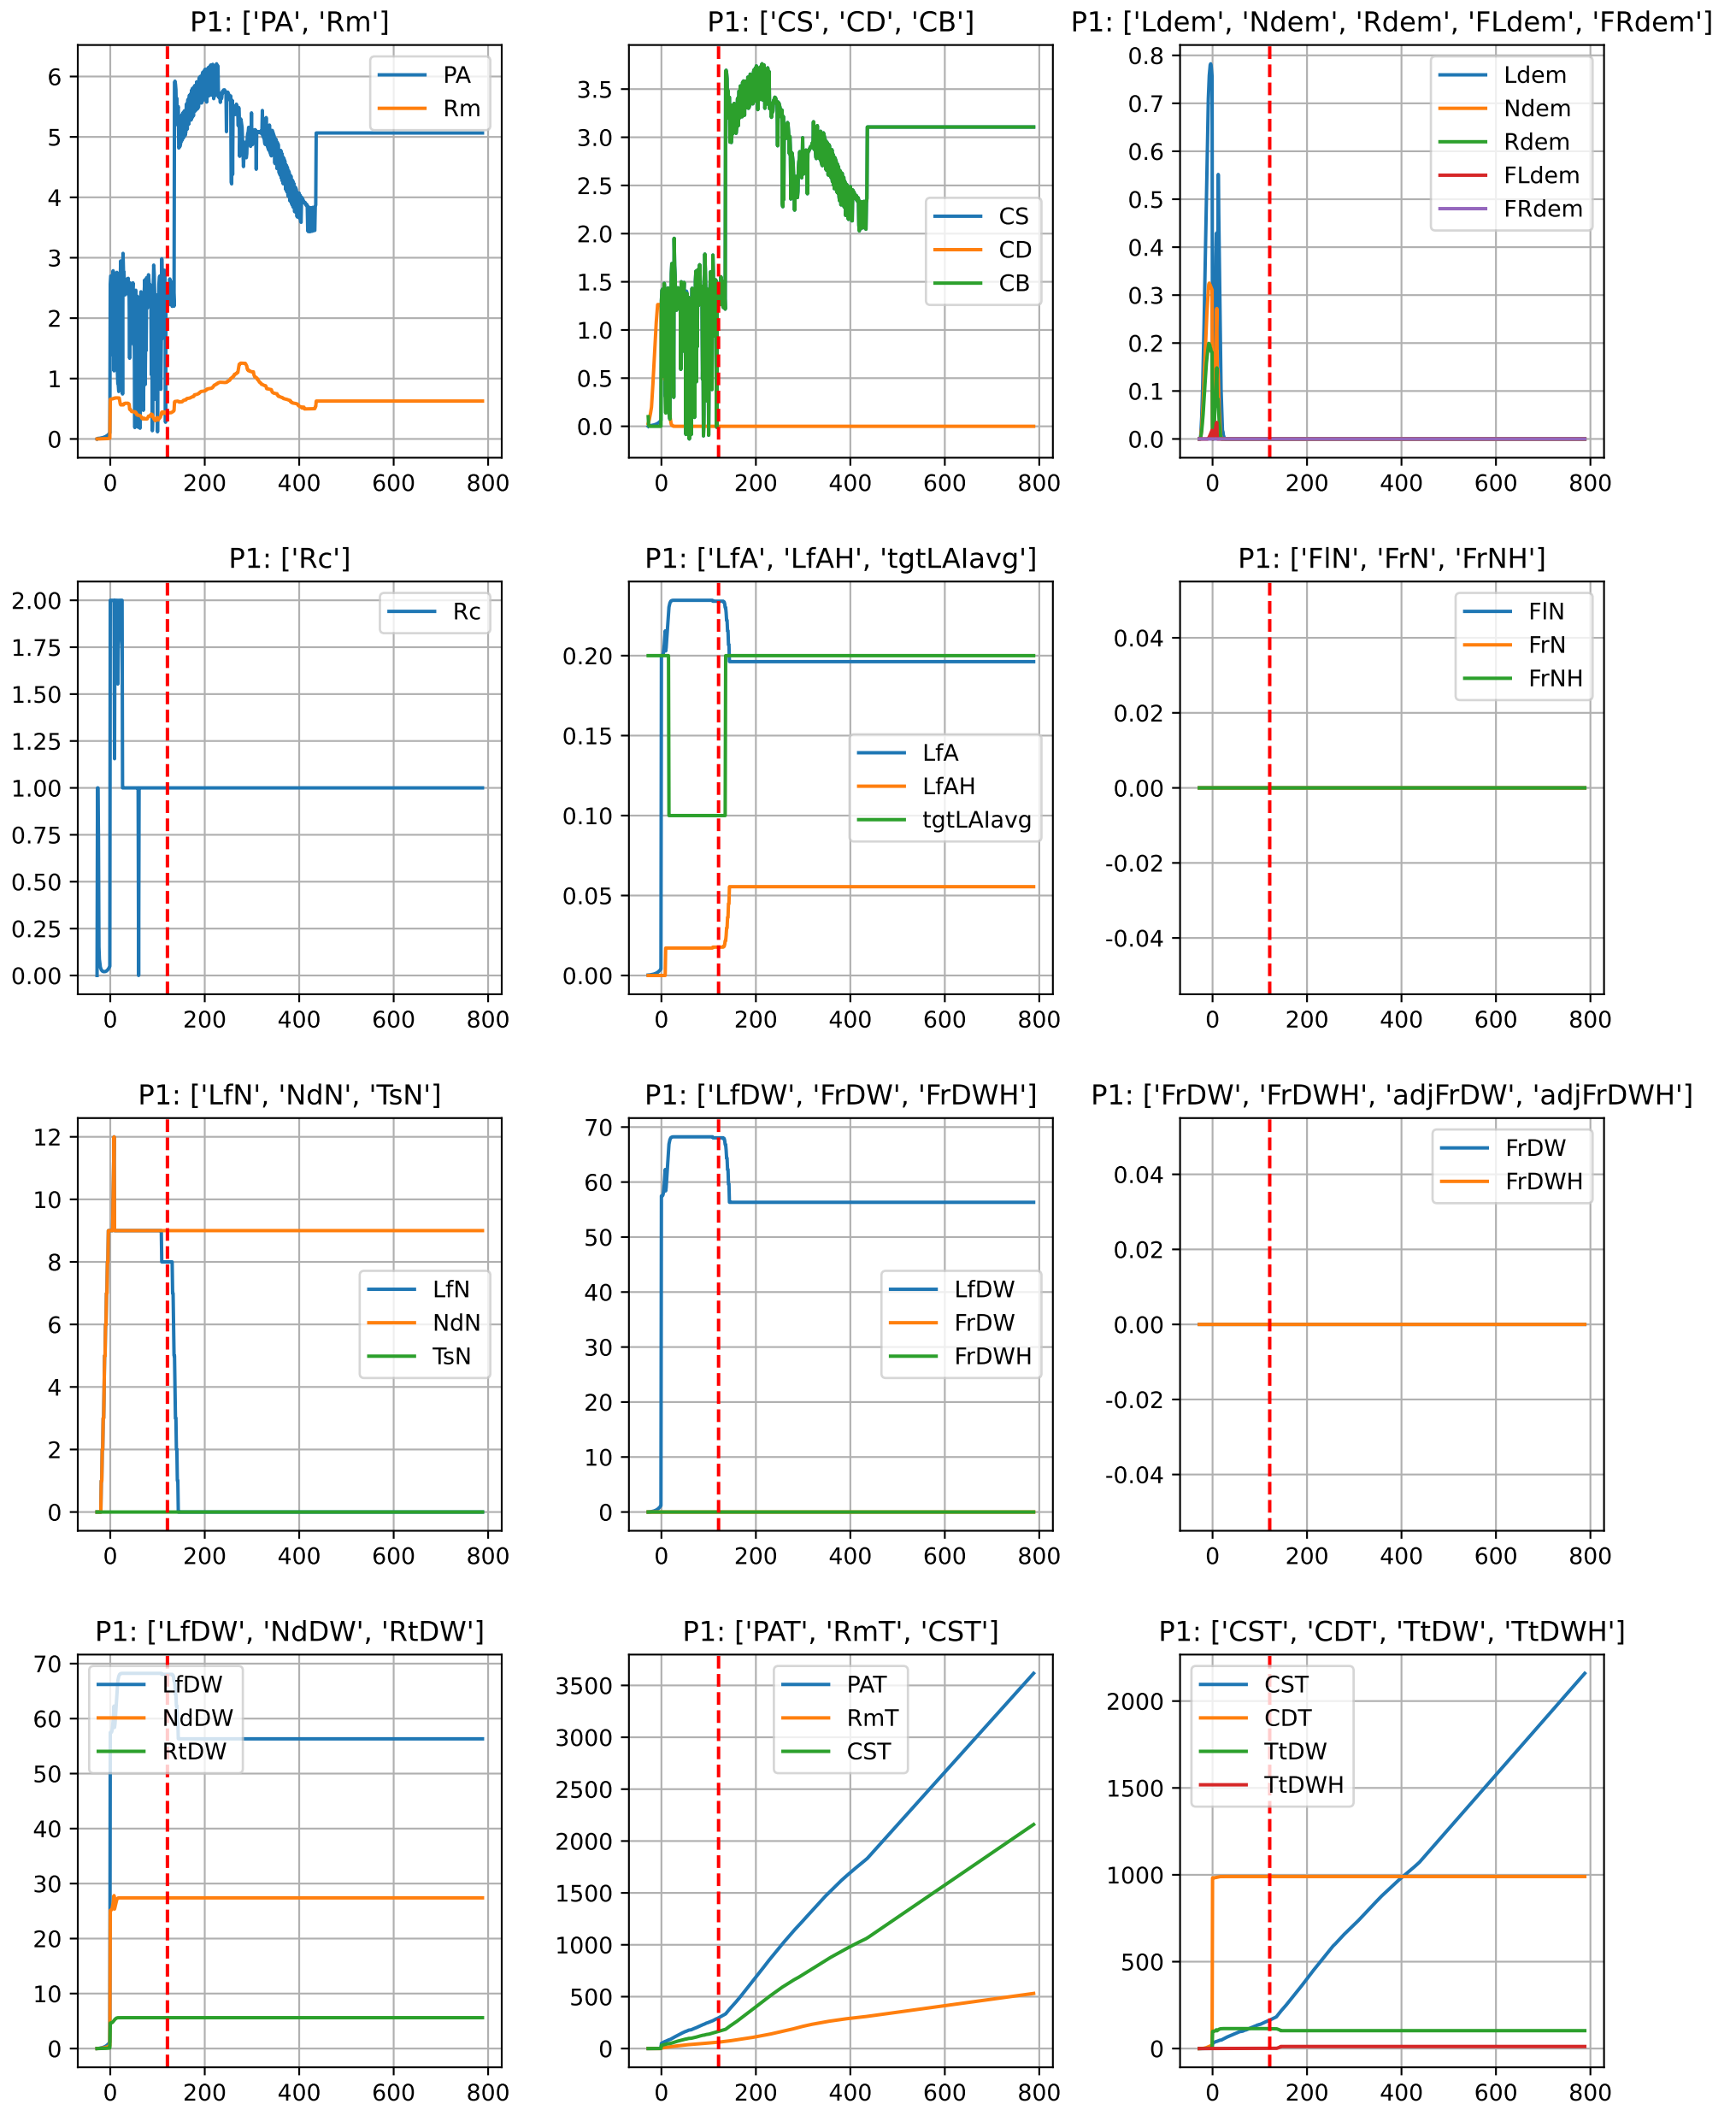 P1: ['PA', 'Rm']
PA
Rm
6
5
4
3
2
1
0
0 200 400 600 800
P1: ['CS', 'CD', 'CB']
CS
CD
CB
3.5
3.0
2.5
2.0
1.5
1.0
0.5
0.0
0 200 400 600 800
P1: ['Ldem', 'Ndem', 'Rdem', 'FLdem', 'FRdem']
Ldem
Ndem
Rdem
FLdem
FRdem
0.8
0.7
0.6
0.5
0.4
0.3
0.2
0.1
0.0
0 200 400 600 800
P1: ['Rc']
Rc
2.00
1.75
1.50
1.25
1.00
0.75
0.50
0.25
0.00
0 200 400 600 800
P1: ['LfA', 'LfAH', 'tgtLAIavg']
LfA
LfAH
tgtLAIavg
0.20
0.15
0.10
0.05
0.00
0 200 400 600 800
P1: ['FlN', 'FrN', 'FrNH']
FlN
FrN
FrNH
0.04
0.02
0.00
-0.02
-0.04
0 200 400 600 800
P1: ['LfN', 'NdN', 'TsN']
LfN
NdN
TsN
12
10
8
6
4
2
0
0 200 400 600 800
P1: ['LfDW', 'FrDW', 'FrDWH']
LfDW
FrDW
FrDWH
70
60
50
40
30
20
10
0
0 200 400 600 800
P1: ['FrDW', 'FrDWH', 'adjFrDW', 'adjFrDWH']
FrDW
FrDWH
0.04
0.02
0.00
-0.02
-0.04
0 200 400 600 800
P1: ['LfDW', 'NdDW', 'RtDW']
LfDW
NdDW
RtDW
70
60
50
40
30
20
10
0
0 200 400 600 800
P1: ['PAT', 'RmT', 'CST']
PAT
RmT
CST
3500
3000
2500
2000
1500
1000
500
0
0 200 400 600 800
P1: ['CST', 'CDT', 'TtDW', 'TtDWH']
CST
CDT
TtDW
TtDWH
2000
1500
1000
500
0
0 200 400 600 800